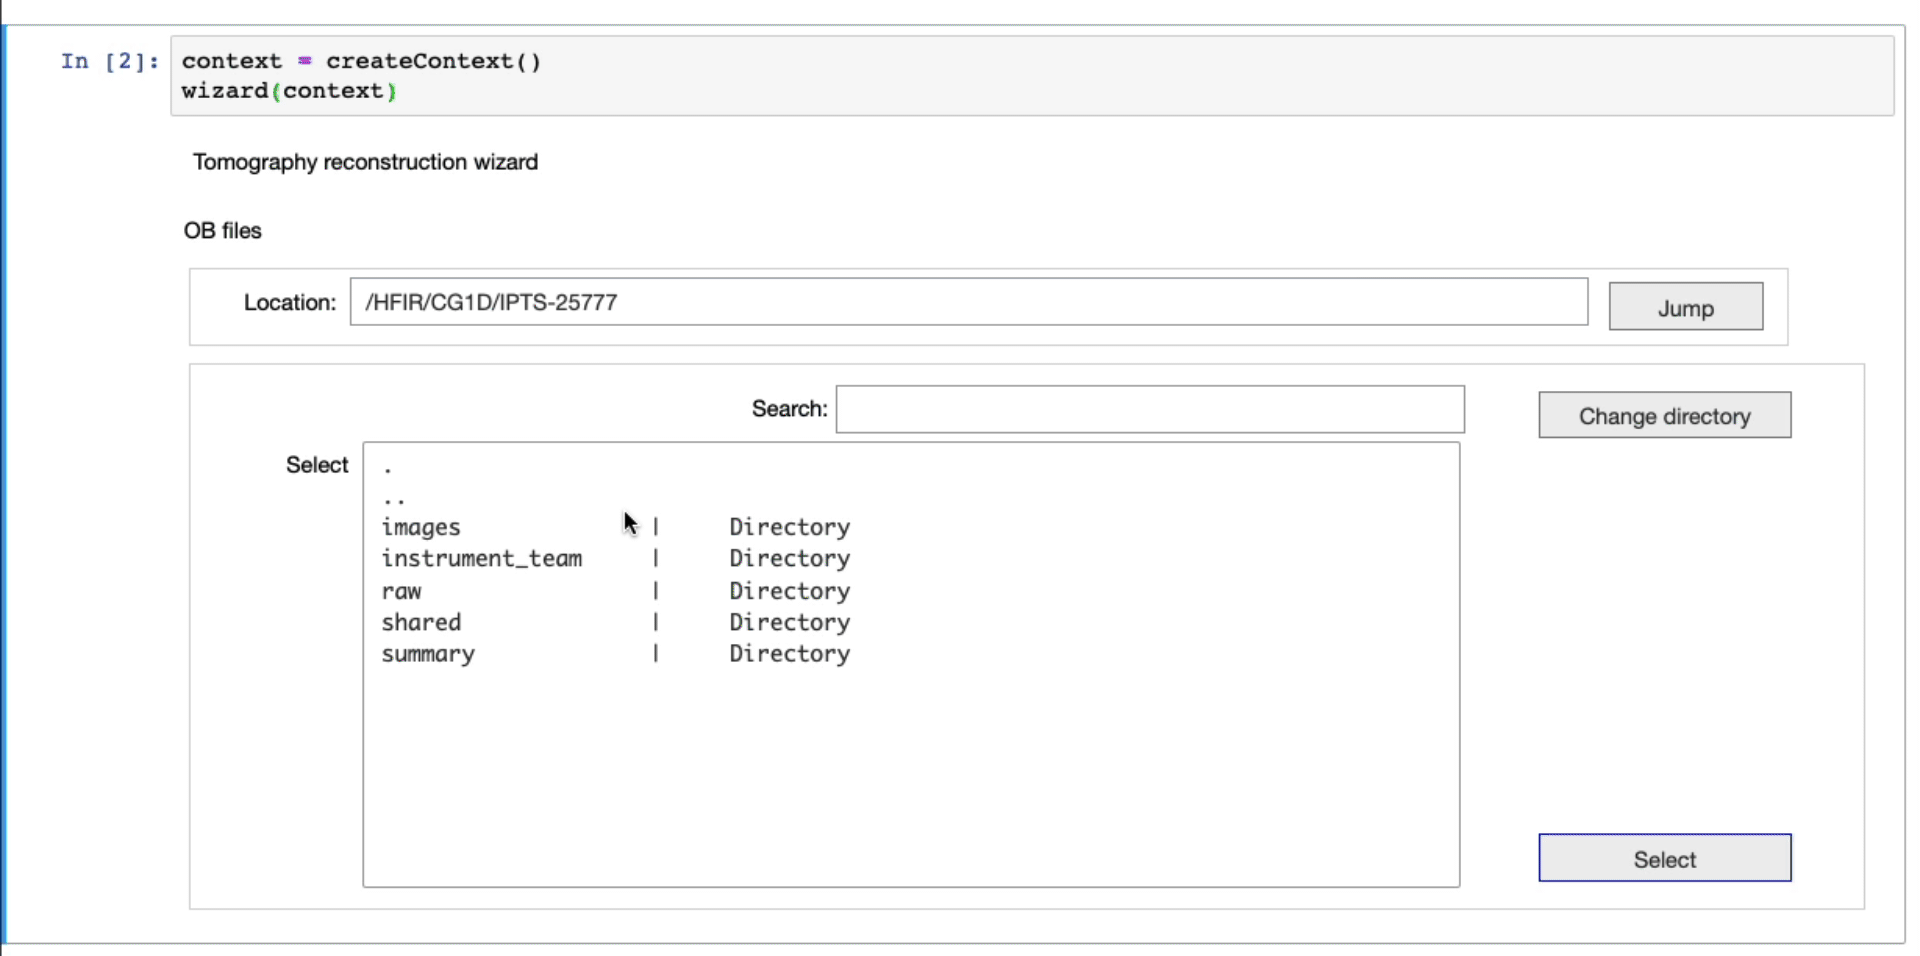 In [2]: context = createContext()
wizard(context)
Tomography reconstruction wizard
OB files
Location: /HFIR/CG1D/IPTS-25777 Jump
Search: Change directory
Select .
..
images | Directory
instrument_team | Directory
raw | Directory
shared | Directory
summary | Directory
Select